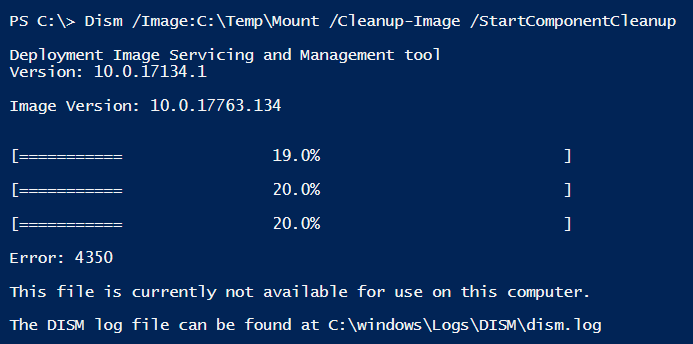 PS C:\> Dism /Image:C:\Temp\Mount /Cleanup-Image /StartComponentCleanup
Deployment Image Servicing and Management tool
Version: 10.0.17134.1
Image Version: 10.0.17763.134
[===========                19.0%                          ]
[===========                20.0%                          ]
[===========                20.0%                          ]
Error: 4350
This file is currently not available for use on this computer.
The DISM log file can be found at C:\windows\Logs\DISM\dism.log